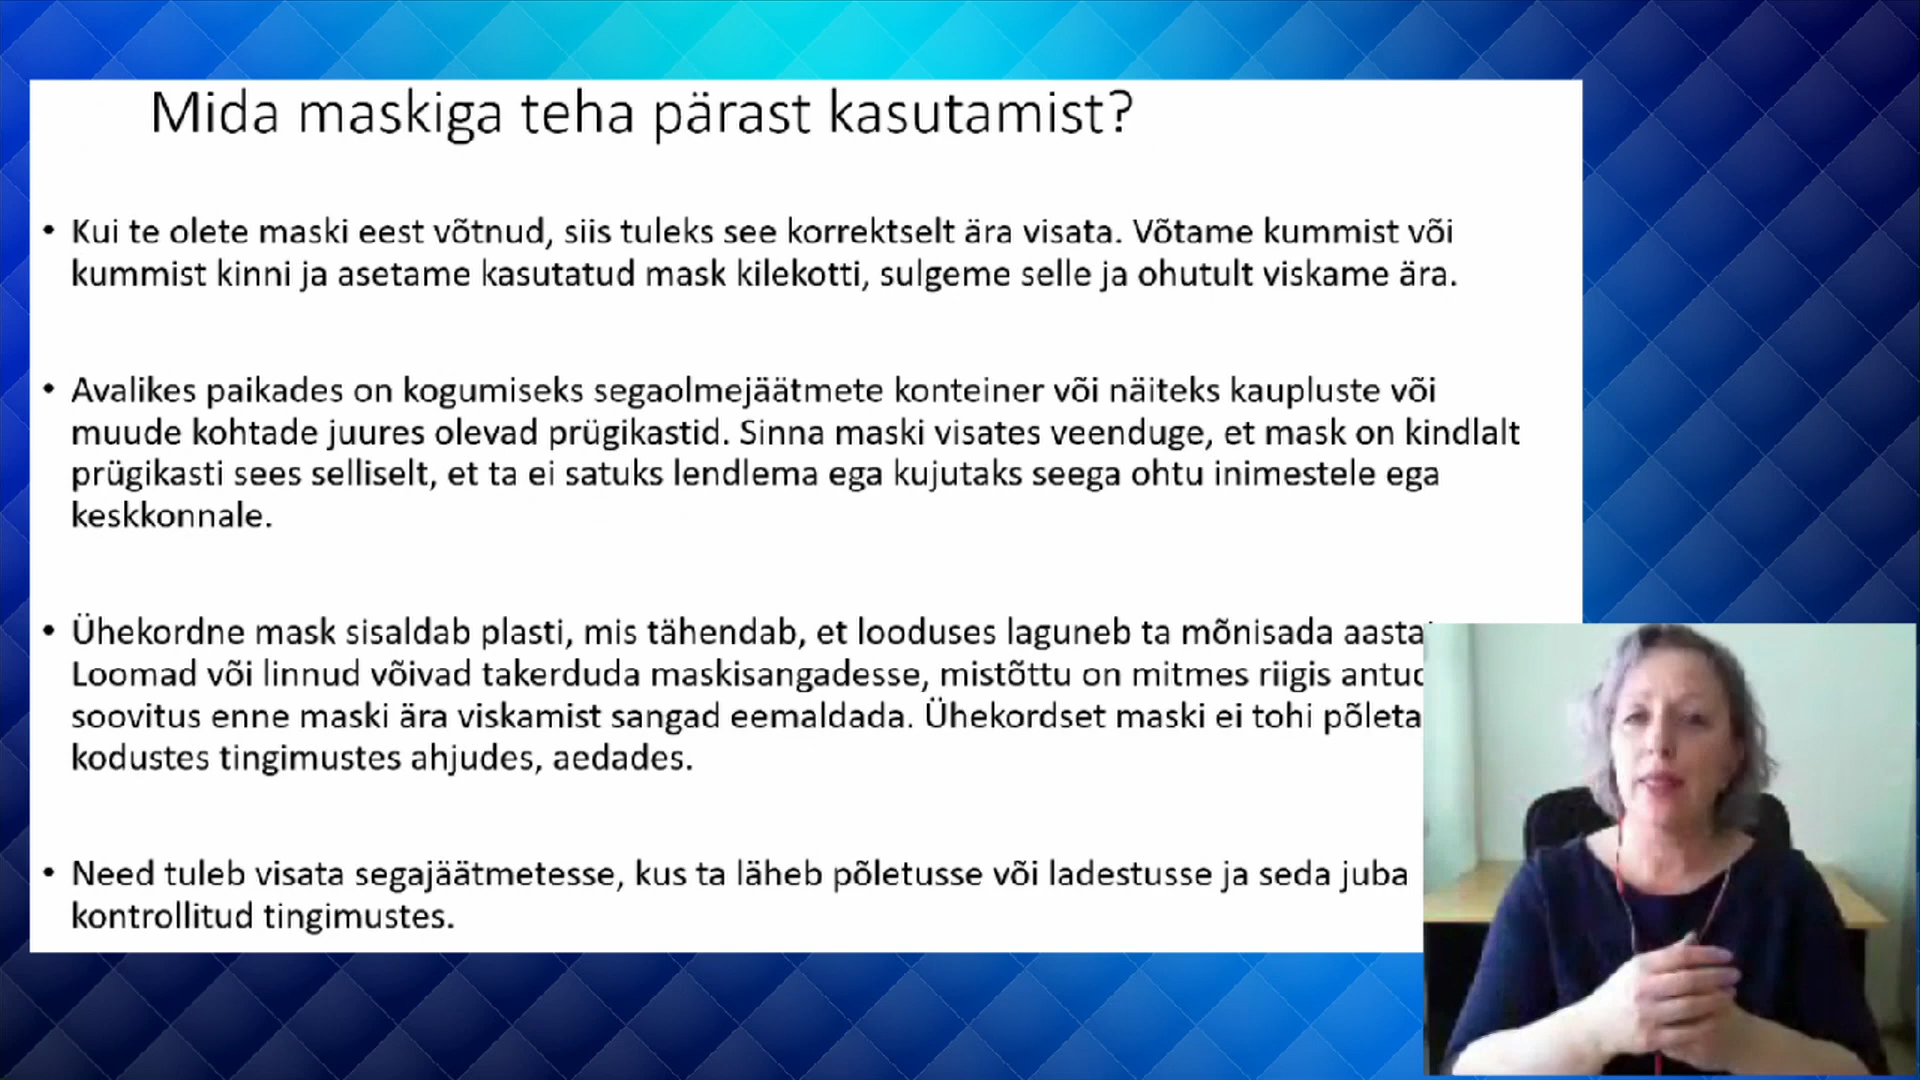 Mida maskiga teha pärast kasutamist?
• Kui te olete maski eest võtnud, siis tuleks see korrektselt ära visata. Võtame kummist või
kummist kinni ja asetame kasutatud mask kilekotti, sulgeme selle ja ohutult viskame ära.
• Avalikes paikades on kogumiseks segaolmejäätmete konteiner või näiteks kaupluste või
muude kohtade juures olevad prügikastid. Sinna maski visates veenduge, et mask on kindlalt
prügikasti sees selliselt, et ta ei satuks lendlema ega kujutaks seega ohtu inimestele ega
keskkonnale.
• Ühekordne mask sisaldab plasti, mis tähendab, et looduses laguneb ta mõnisada
Loomad või linnud võivad takerduda maskisangadesse, mistõttu on mitmes riigis
soovitus enne maski ära viskamist sangad eemaldada. Ühekordset maski ei tohi
kodustes tingimustes ahjudes, aedades.
• Need tuleb visata segajäätmetesse, kus ta läheb põletusse või ladestusse ja seda juba
kontrollitud tingimustes.